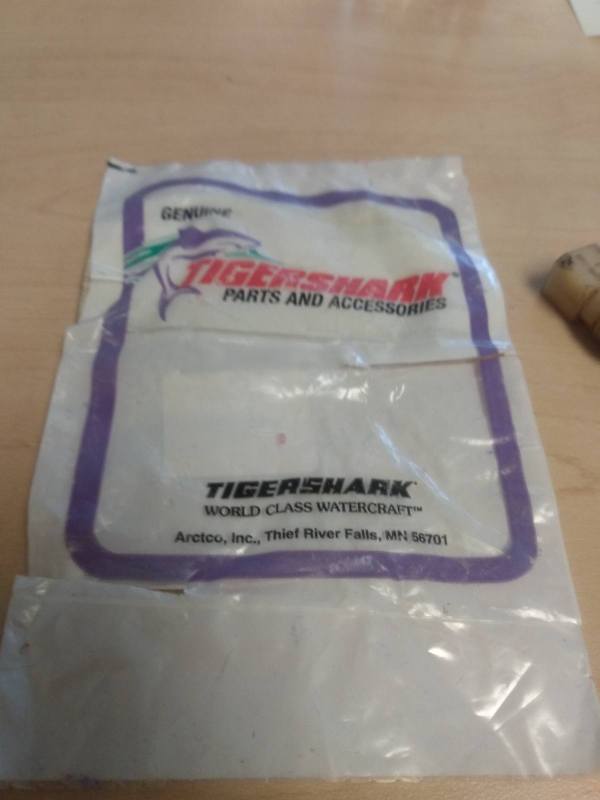 GENUINE
TIGERSHARK
PARTS AND ACCESSORIES
TIGERSHARK
WORLD CLASS WATERCRAFT™
Arctco, Inc., Thief River Falls, MN 56701